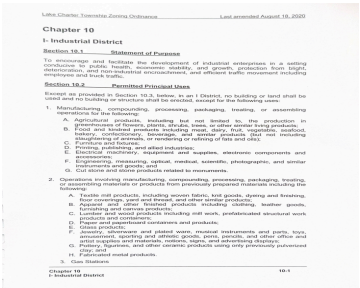 Lake Charter Township Zoning Ordinance Last amended August 18, 2020
Chapter 10
I- Industrial District
Section 10.1 Statement of Purpose
To encourage and facilitate the development of industrial enterprises in a setting
conducive to public health, economic stability, and growth, protection from blight,
deterioration, and non-industrial encroachment, and efficient traffic movement including
employee and truck traffic.
Section 10.2 Permitted Principal Uses
Except as provided in Section 10.3, below, in an I District, no building or land shall be
used and no building or structure shall be erected, except for the following uses:
1. Manufacturing, compounding, processing, packaging, treating, or assembling
operations for the following:
A. Agricultural products, including but not limited to, the production in
greenhouses of flowers, plants, shrubs, trees, or other similar living products;
B. Food and kindred products including meat, dairy, fruit, vegetable, seafood,
bakery, confectionery, beverage, and similar products (but not including
slaughtering of animals, or rendering or refining of fats and oils);
C. Furniture and fixtures;
D. Printing, publishing, and allied industries;
E. Electrical machinery, equipment and supplies, electronic components and
accessories;
F. Engineering, measuring, optical, medical, scientific, photographic, and similar
instruments and goods; and
G. Cut stone and stone products related to monuments.
2. Operations involving manufacturing, compounding, processing, packaging, treating,
or assembling materials or products from previously prepared materials including the
following:
A. Textile mill products, including woven fabric, knit goods, dyeing and finishing,
floor coverings, yarn and thread, and other similar products;
B. Apparel and other finished products including clothing, leather goods,
furnishing and canvas products;
C. Lumber and wood products including mill work, prefabricated structural work
products and containers;
D. Paper and paperboard containers and products;
E. Glass products;
F. Jewelry, silverware and plated ware, musical instruments and parts, toys,
amusement, sporting and athletic goods, pens, pencils, and other office and
artist supplies and materials, notions, signs, and advertising displays;
G. Pottery, figurines, and other ceramic products using only previously pulverized
clay; and
H. Fabricated metal products.
3. Gas Stations
Chapter 10 10-1
I- Industrial District